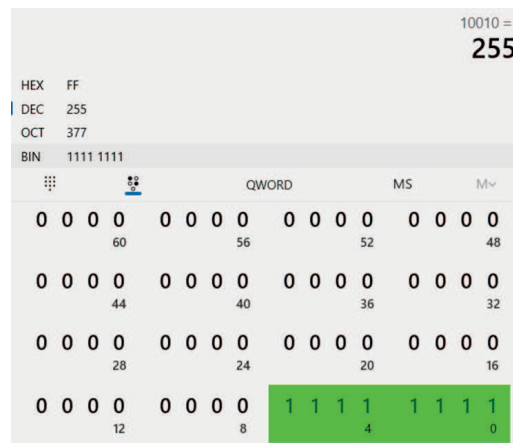 10010 =
255
HEX FF
DEC 255
OCT 377
BIN 1111 1111
QWORD MS M
0 0 0 0 0 0 0 0 0 0 0 0 0 0 0 0
60 56 52 48
0 0 0 0 0 0 0 0 0 0 0 0 0 0 0 0
44 40 36 32
0 0 0 0 0 0 0 0 0 0 0 0 0 0 0 0
28 24 20 16
0 0 0 0 0 0 0 0 1 1 1 1 1 1 1 1
12 8 4 0